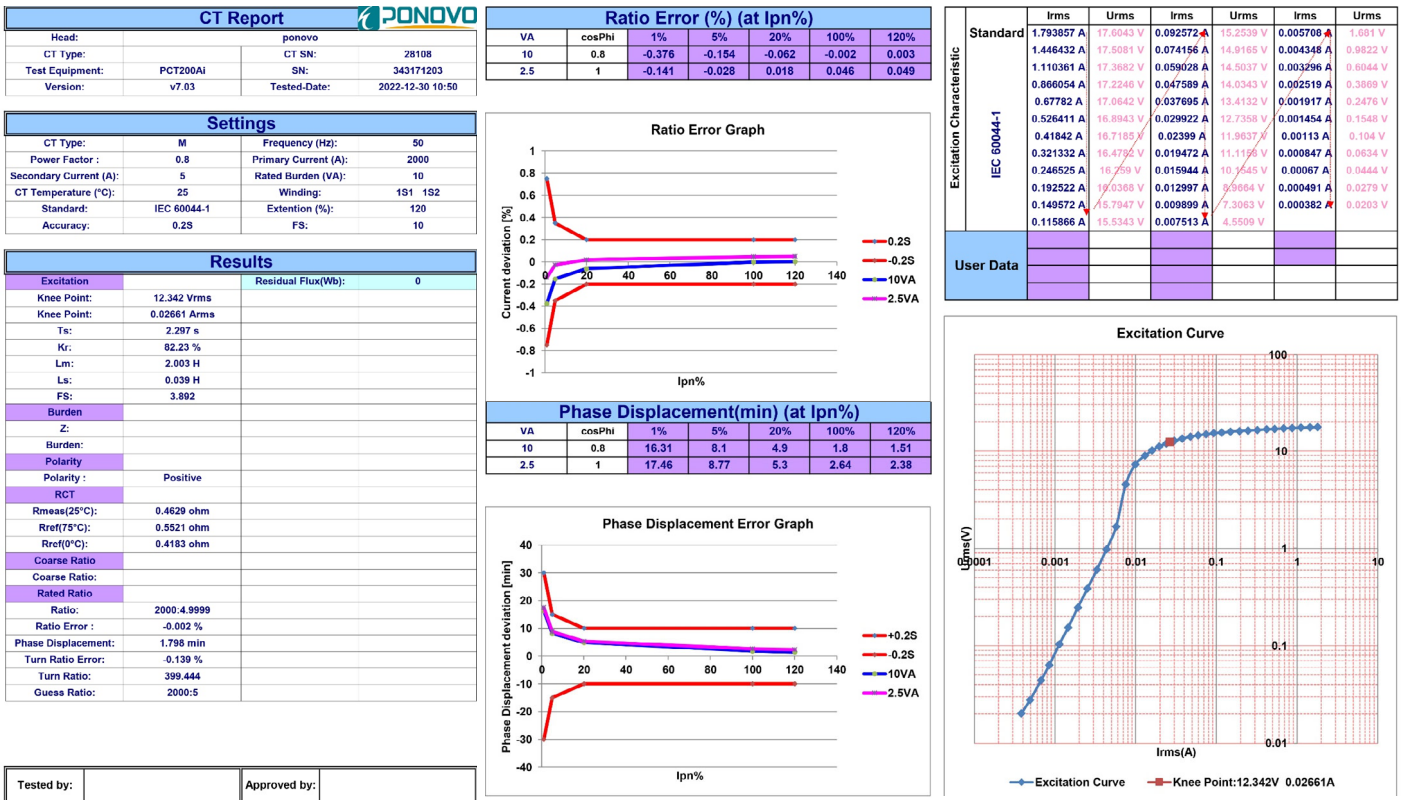 CT Report
PONOVO
Head: ponovo
CT Type: CT SN: 28108
Test Equipment: PCT200Ai SN: 343171203
Version: v7.03 Tested-Date: 2022-12-30 10:50
Settings
CT Type: M Frequency (Hz): 50
Power Factor : 0.8 Primary Current (A): 2000
Secondary Current (A): 5 Rated Burden (VA): 10
CT Temperature (°C): 25 Winding: 1S1 1S2
Standard: IEC 60044-1 Extention (%): 120
Accuracy: 0.2S FS: 10
Results
Excitation Residual Flux(Wb): 0
Knee Point: 12.342 Vrms
Knee Point: 0.02661 Arms
Ts: 2.297 s
Kr: 82.23 %
Lm: 2.003 H
Ls: 0.039 H
FS: 3.892
Burden
Z:
Burden:
Polarity
Polarity : Positive
RCT
Rmeas(25°C): 0.4629 ohm
Rref(75°C): 0.5521 ohm
Rref(0°C): 0.4183 ohm
Coarse Ratio
Coarse Ratio:
Rated Ratio
Ratio: 2000:4.9999
Ratio Error : -0.002 %
Phase Displacement: 1.798 min
Turn Ratio Error: -0.139 %
Turn Ratio: 399.444
Guess Ratio: 2000:5
Tested by: Approved by:
Ratio Error (%) (at Ipn%)
VA cosPhi 1% 5% 20% 100% 120%
10 0.8 -0.376 -0.154 -0.062 -0.002 0.003
2.5 1 -0.141 -0.028 0.018 0.046 0.049
Ratio Error Graph
Current deviation [%]
1
0.8
0.6
0.4
0.2
0
-0.2
-0.4
-0.6
-0.8
-1
0 20 40 60 80 100 120 140
Ipn%
0.2S
-0.2S
10VA
2.5VA
Phase Displacement(min) (at Ipn%)
VA cosPhi 1% 5% 20% 100% 120%
10 0.8 16.31 8.1 4.9 1.8 1.51
2.5 1 17.46 8.77 5.3 2.64 2.38
Phase Displacement Error Graph
Phase Displacement deviation [min]
40
30
20
10
0
-10
-20
-30
-40
0 20 40 60 80 100 120 140
Ipn%
+0.2S
-0.2S
10VA
2.5VA
Excitation Characteristic
Standard
IEC 60044-1
Irms Urms Irms Urms Irms Urms
1.793857 A 17.6043 V 0.092572 A 15.2539 V 0.005708 A 1.681 V
1.446432 A 17.5081 V 0.074156 A 14.9165 V 0.004348 A 0.9822 V
1.110361 A 17.3682 V 0.059028 A 14.5037 V 0.003296 A 0.6044 V
0.866054 A 17.2246 V 0.047589 A 14.0343 V 0.002519 A 0.3869 V
0.67782 A 17.0642 V 0.037695 A 13.4132 V 0.001917 A 0.2476 V
0.526411 A 16.8943 V 0.029922 A 12.7358 V 0.001454 A 0.1548 V
0.41842 A 16.7185 V 0.02399 A 11.9637 V 0.00113 A 0.104 V
0.321332 A 16.4782 V 0.019472 A 11.1158 V 0.000847 A 0.0634 V
0.246525 A 16.259 V 0.015944 A 10.1545 V 0.00067 A 0.0444 V
0.192522 A 16.0368 V 0.012997 A 8.9664 V 0.000491 A 0.0279 V
0.149572 A 15.7947 V 0.009899 A 7.3063 V 0.000382 A 0.0203 V
0.115866 A 15.5343 V 0.007513 A 4.5509 V
User Data
Excitation Curve
Urms(V)
100
10
1
0.1
0.01
0.0001 0.001 0.01 0.1 1 10
Irms(A)
Excitation Curve Knee Point:12.342V 0.02661A